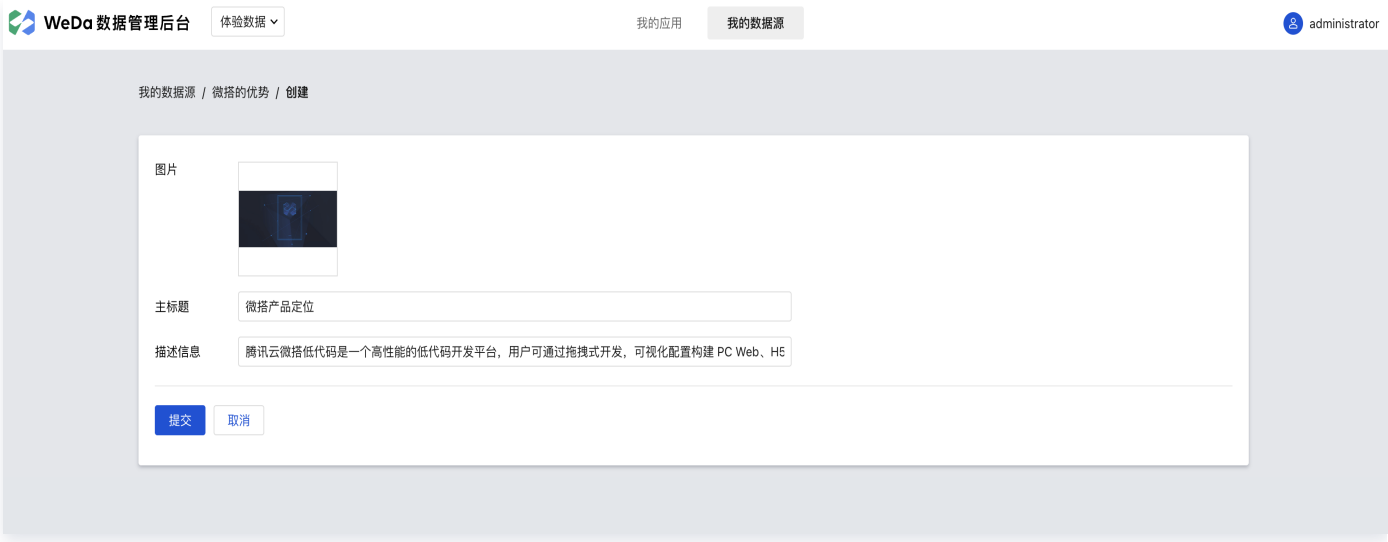 WeDa 数据管理后台 体验数据 我的应用 我的数据源 administrator
我的数据源 / 微搭的优势 / 创建
图片
主标题 微搭产品定位
描述信息 腾讯云微搭低代码是一个高性能的低代码开发平台，用户可通过拖拽式开发，可视化配置构建 PC Web、H5
提交 取消